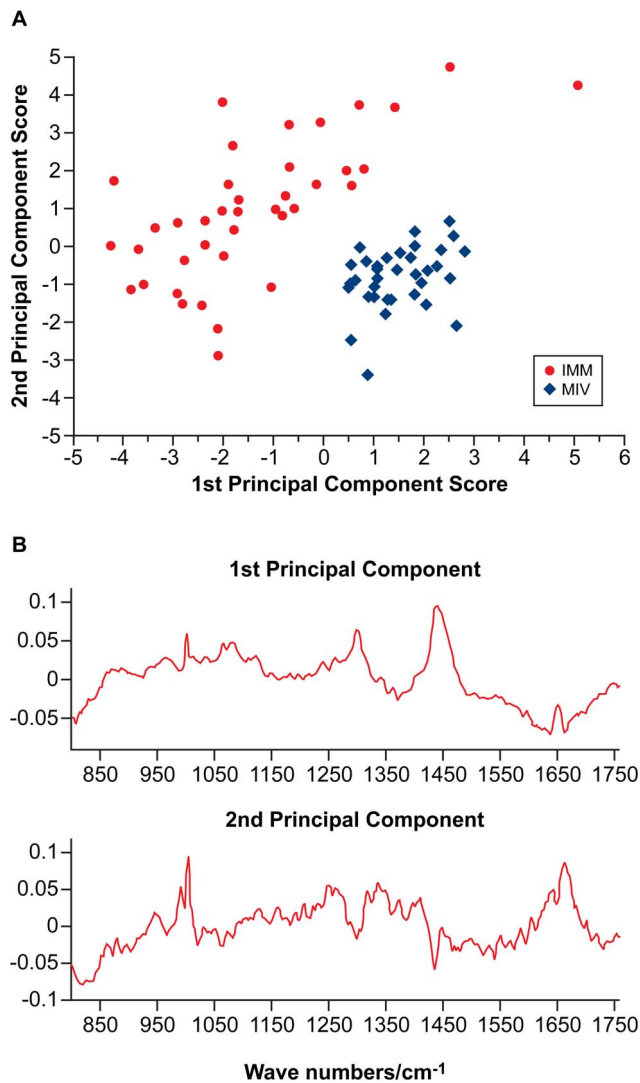 A
5
4
3
2
1
0
-1
-2
-3
-4
-5
2nd Principal Component Score
IMM
MIV
-5 -4 -3 -2 -1 0 1 2 3 4 5 6
1st Principal Component Score
B
1st Principal Component
0.1
0.05
0
-0.05
850 950 1050 1150 1250 1350 1450 1550 1650 1750
2nd Principal Component
0.1
0.05
0
-0.05
-0.1
850 950 1050 1150 1250 1350 1450 1550 1650 1750
Wave numbers/cm⁻¹